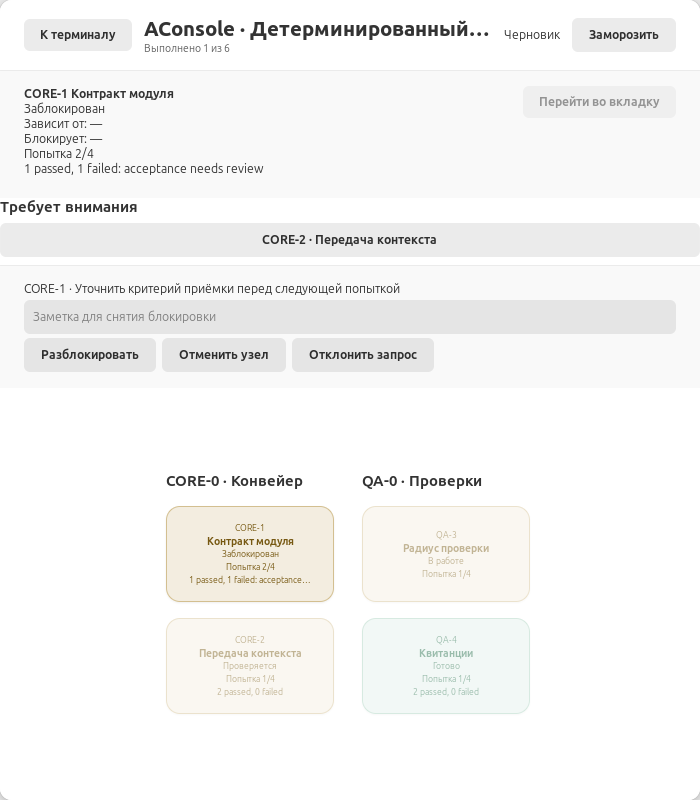 К терминалу
AConsole · Детерминированный…
Выполнено 1 из 6
Черновик
Заморозить
CORE-1 Контракт модуля
Заблокирован
Зависит от: —
Блокирует: —
Попытка 2/4
1 passed, 1 failed: acceptance needs review
Перейти во вкладку
Требует внимания
CORE-2 · Передача контекста
CORE-1 · Уточнить критерий приёмки перед следующей попыткой
Заметка для снятия блокировки
Разблокировать
Отменить узел
Отклонить запрос
CORE-0 · Конвейер
CORE-1
Контракт модуля
Заблокирован
Попытка 2/4
1 passed, 1 failed: acceptance…
CORE-2
Передача контекста
Проверяется
Попытка 1/4
2 passed, 0 failed
QA-0 · Проверки
QA-3
Радиус проверки
В работе
Попытка 1/4
QA-4
Квитанции
Готово
Попытка 1/4
2 passed, 0 failed